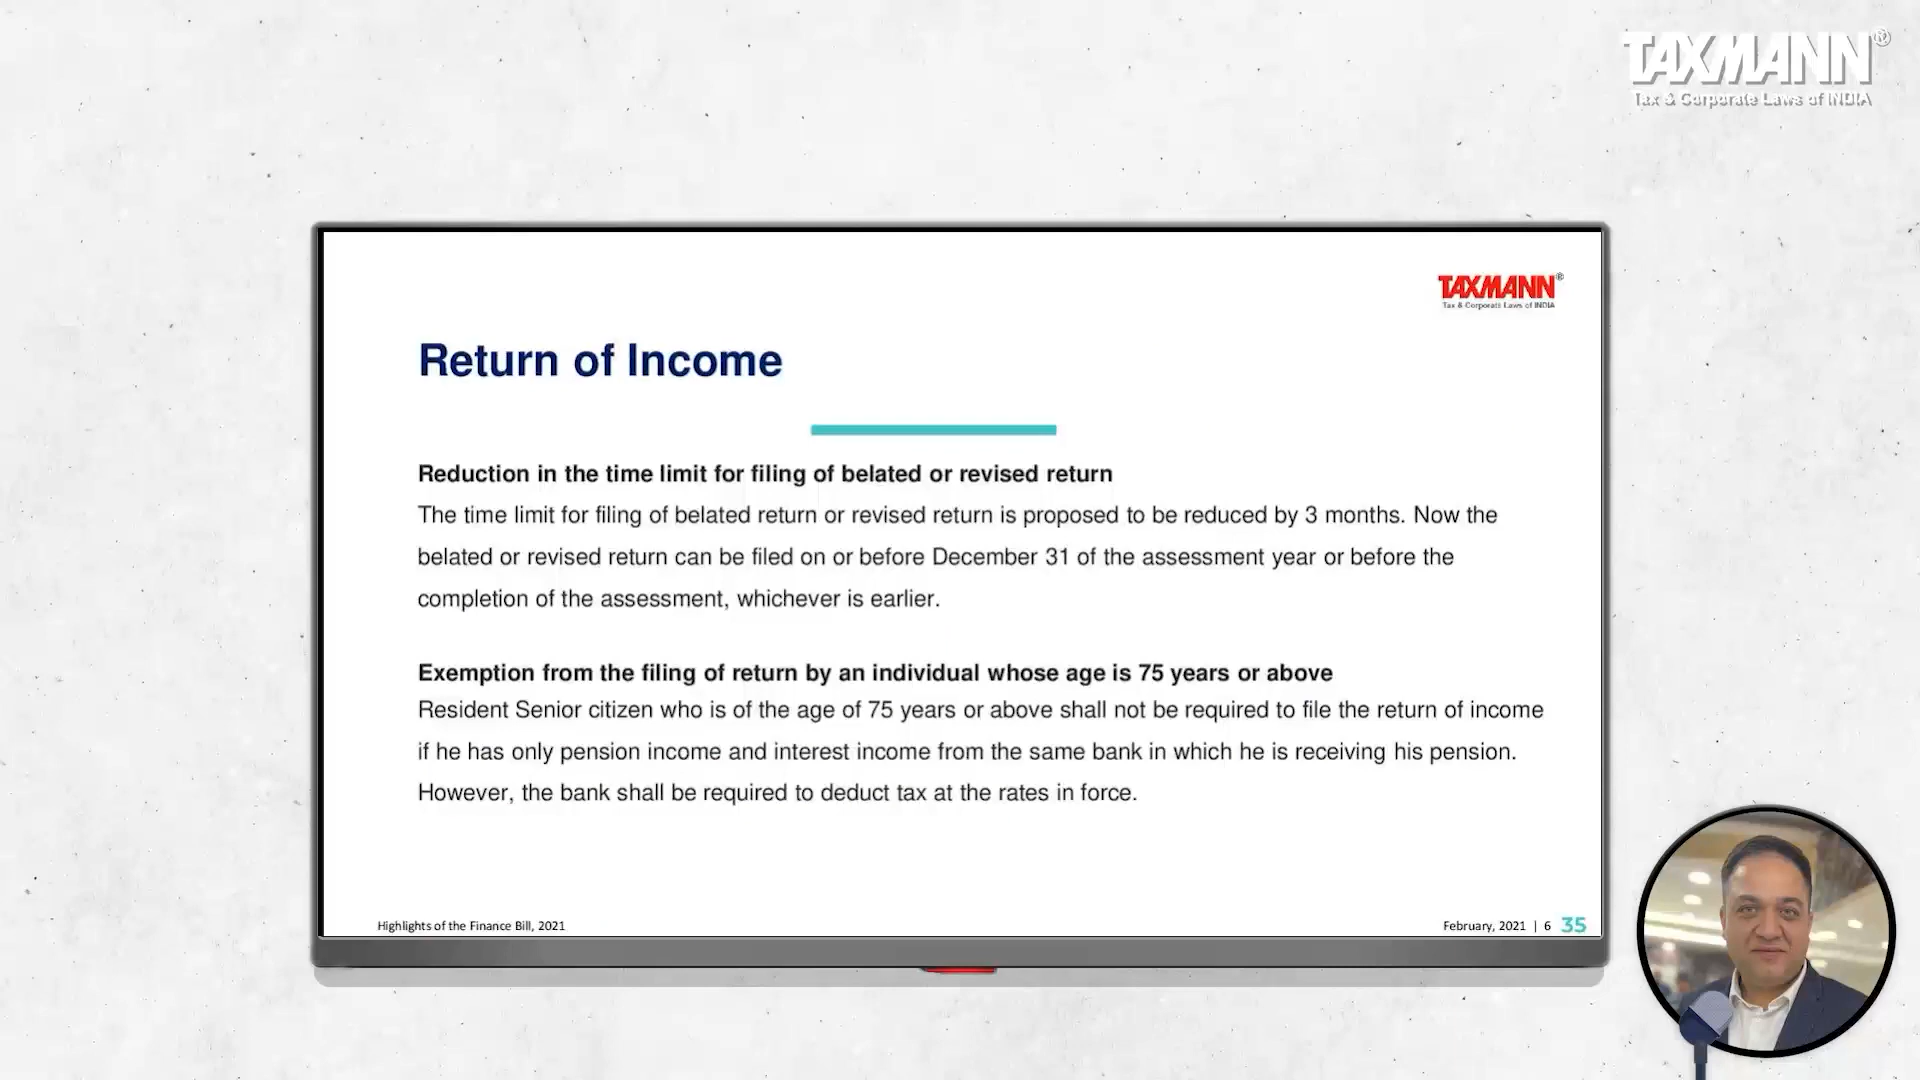 TAXMANN®
Tax & Corporate Laws of INDIA
TAXMANN®
Tax & Corporate Laws of INDIA
Return of Income
Reduction in the time limit for filing of belated or revised return
The time limit for filing of belated return or revised return is proposed to be reduced by 3 months. Now the
belated or revised return can be filed on or before December 31 of the assessment year or before the
completion of the assessment, whichever is earlier.
Exemption from the filing of return by an individual whose age is 75 years or above
Resident Senior citizen who is of the age of 75 years or above shall not be required to file the return of income
if he has only pension income and interest income from the same bank in which he is receiving his pension.
However, the bank shall be required to deduct tax at the rates in force.
Highlights of the Finance Bill, 2021
February, 2021 | 6 35